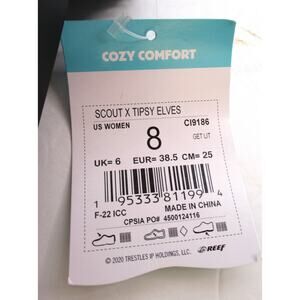 COZY COMFORT
SCOUT X TIPSY ELVES
US WOMEN CI9186
8 GET LIT
UK= 6 EUR= 38.5 CM= 25
1 95333 81199 4
F-22 ICC MADE IN CHINA
CPSIA PO# 4500124116
© 2020 TRESTLES IP HOLDINGS, LLC. REEF